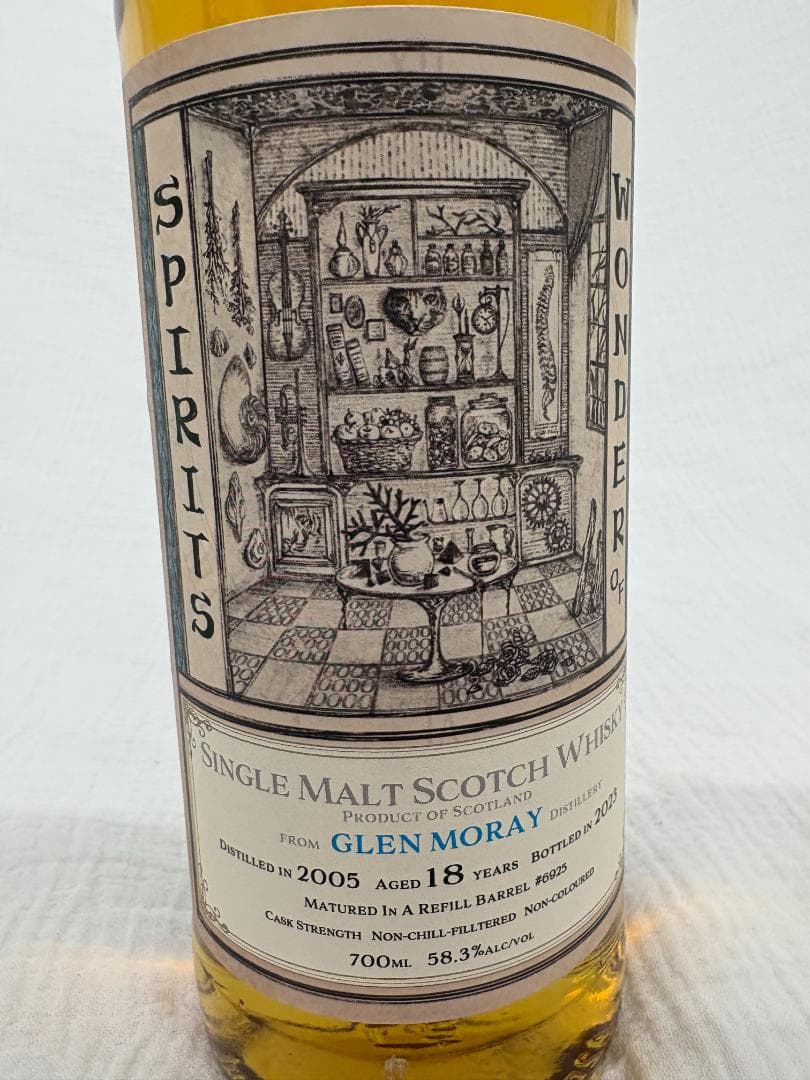 SPIRITS
WONDER OF
SINGLE MALT SCOTCH WHISKY
PRODUCT OF SCOTLAND
FROM GLEN MORAY DISTILLERY
DISTILLED IN 2005 AGED 18 YEARS BOTTLED IN 2023
MATURED IN A REFILL BARREL #6925
CASK STRENGTH NON-CHILL-FILLTERED NON-COLOURED
700ML 58.3%ALC/VOL